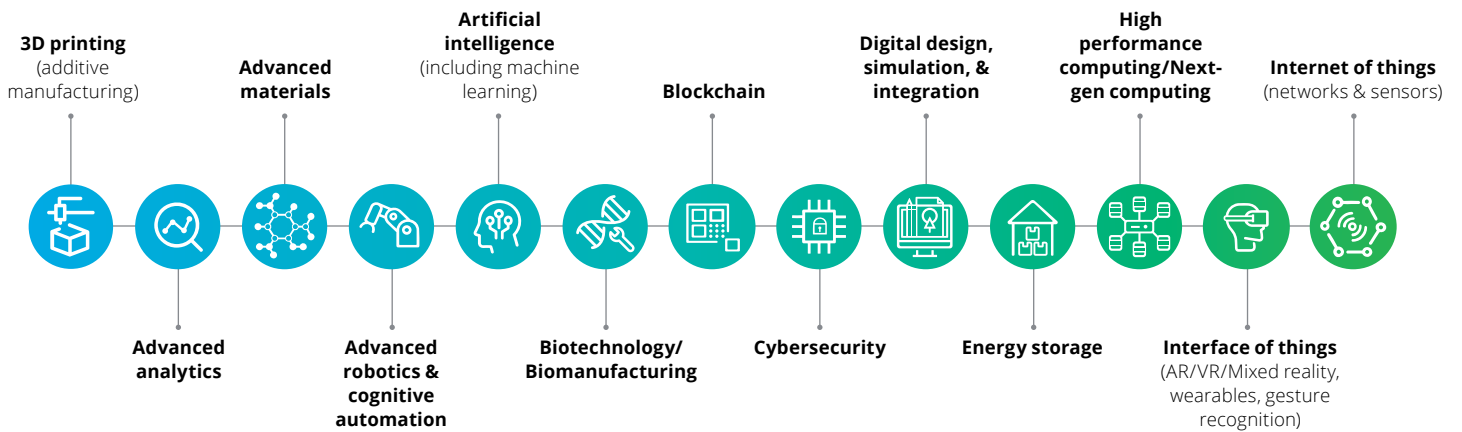 3D printing
(additive
manufacturing)
Advanced
analytics
Advanced
materials
Advanced
robotics &
cognitive
automation
Artificial
intelligence
(including machine
learning)
Biotechnology/
Biomanufacturing
Blockchain
Cybersecurity
Digital design,
simulation, &
integration
Energy storage
High
performance
computing/Next-
gen computing
Interface of things
(AR/VR/Mixed reality,
wearables, gesture
recognition)
Internet of things
(networks & sensors)